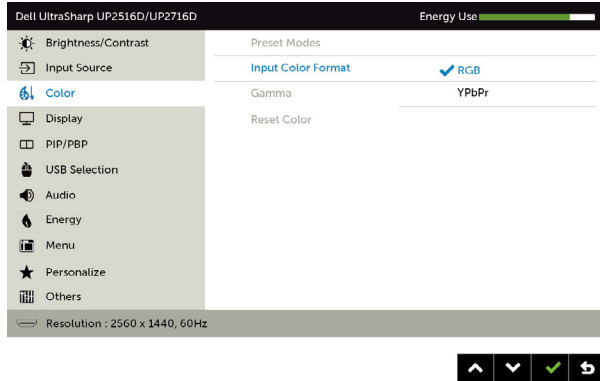 Dell UltraSharp UP2516D/UP2716D
Energy Use
Brightness/Contrast
Input Source
Color
Display
PIP/PBP
USB Selection
Audio
Energy
Menu
Personalize
Others
Preset Modes
Input Color Format
Gamma
Reset Color
RGB
YPbPr
Resolution : 2560 x 1440, 60Hz